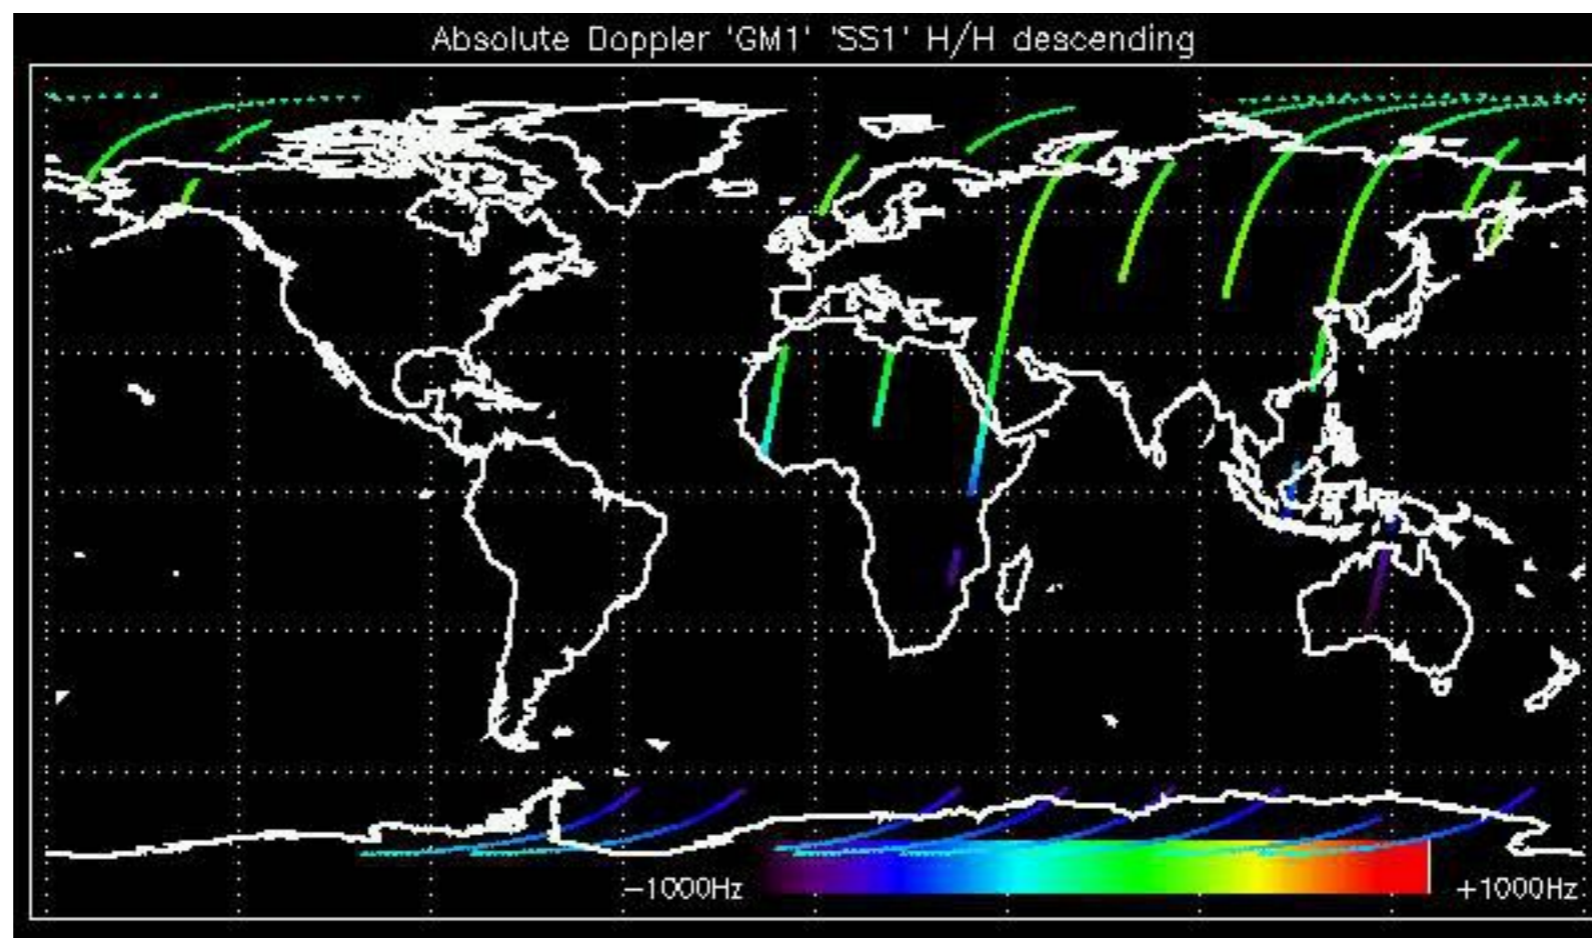 Absolute Doppler 'GM1' 'SS1' H/H descending
-1000Hz
+1000Hz